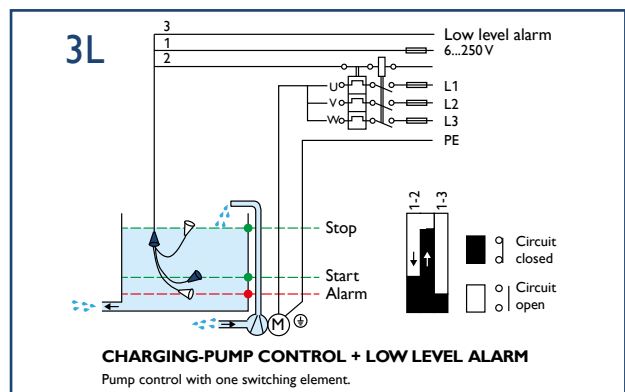 3L
3
Low level alarm
1
6...250 V
2
U
L1
V
L2
W
L3
PE
1-2
1-3
Stop
Circuit
closed
Start
Alarm
Circuit
open
M
CHARGING-PUMP CONTROL + LOW LEVEL ALARM
Pump control with one switching element.